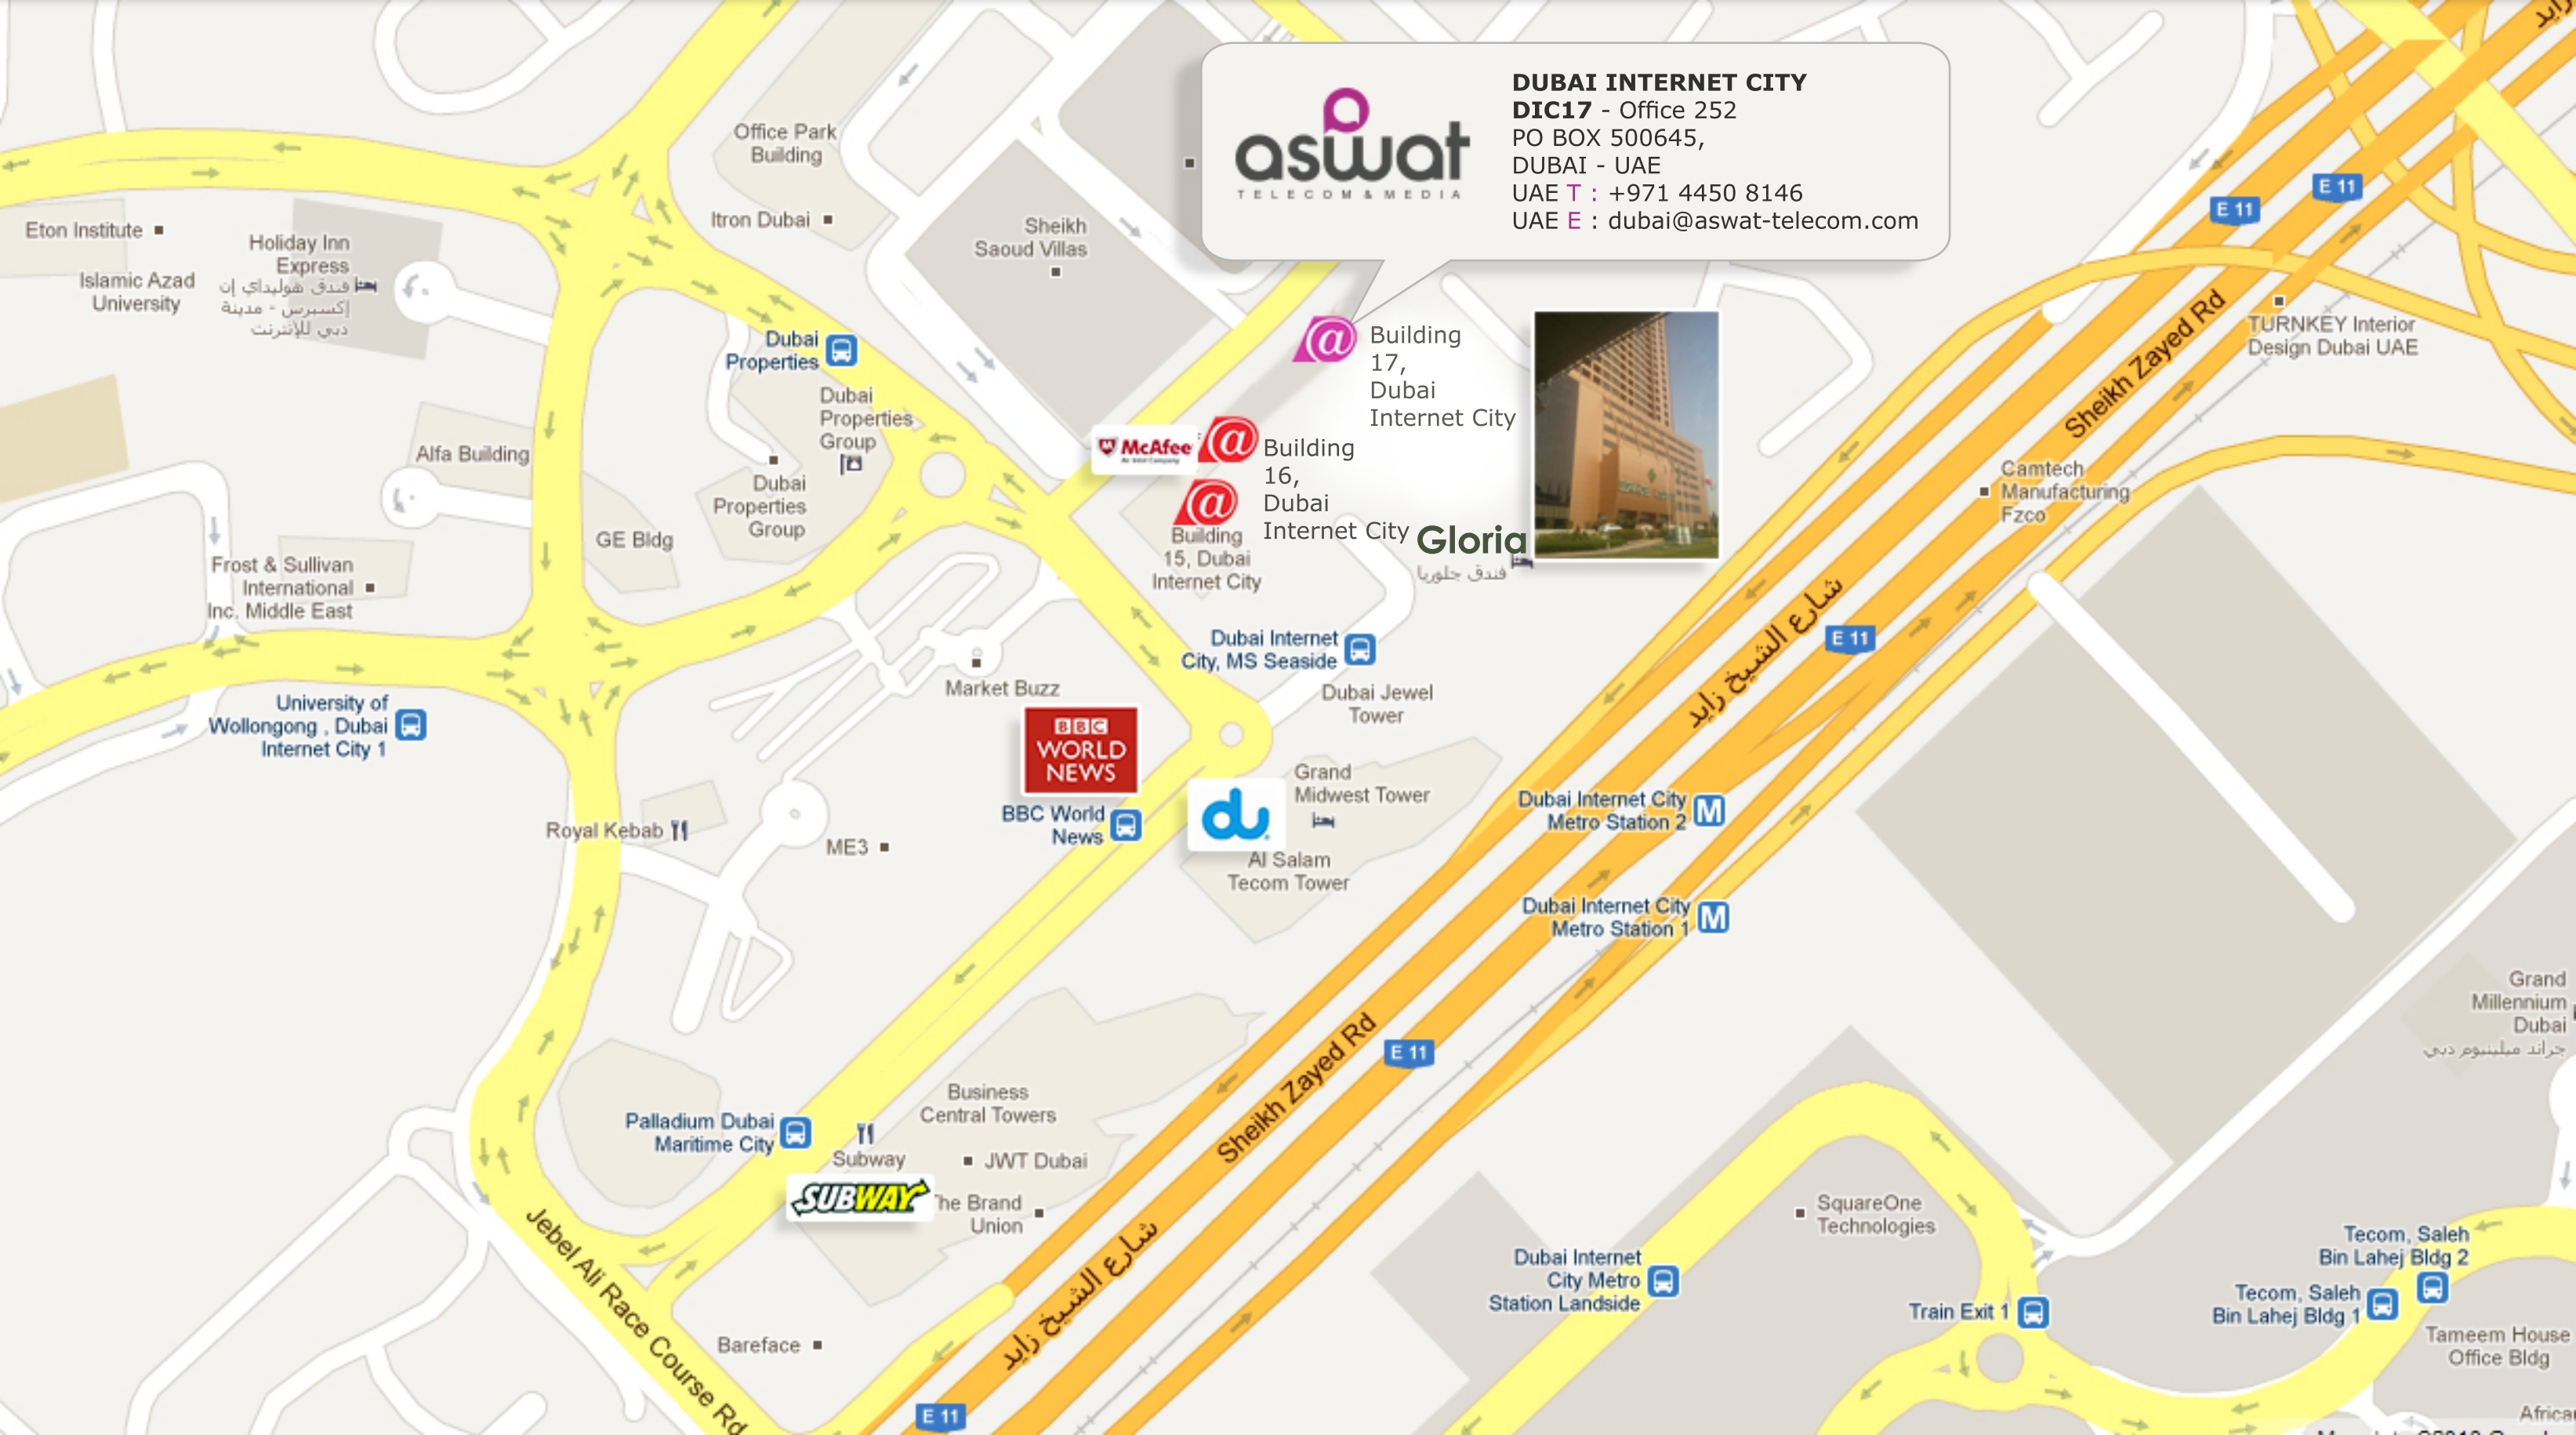 DUBAI INTERNET CITY
DIC17 - Office 252
PO BOX 500645,
DUBAI - UAE
UAE T : +971 4450 8146
UAE E : dubai@aswat-telecom.com
aswat
TELECOM & MEDIA
Office Park
Building
Itron Dubai
Sheikh
Saoud Villas
Eton Institute
Islamic Azad
University
Holiday Inn
Express
فندق هوليداي إن
إكسبرس - مدينة
دبي للإنترنت
E 11
E 11
Sheikh Zayed Rd
TURNKEY Interior
Design Dubai UAE
Dubai
Properties
Dubai
Properties
Group
Dubai
Properties
Group
Alfa Building
GE Bldg
McAfee
@
@
@
Building
17,
Dubai
Internet City
Building
16,
Dubai
Internet City
Building
15, Dubai
Internet City
Gloria
فندق جلوريا
Camtech
Manufacturing
Fzco
Frost & Sullivan
International
Inc. Middle East
University of
Wollongong , Dubai
Internet City 1
Market Buzz
Dubai Internet
City, MS Seaside
Dubai Jewel
Tower
شارع الشيخ زايد
E 11
BBC
WORLD
NEWS
BBC World
News
du
Grand
Midwest Tower
Al Salam
Tecom Tower
Royal Kebab
ME3
Dubai Internet City
Metro Station 2
M
Dubai Internet City
Metro Station 1
M
Grand
Millennium
Dubai
جراند ميلينيوم دبي
Sheikh Zayed Rd
E 11
Business
Central Towers
Palladium Dubai
Maritime City
Subway
SUBWAY
JWT Dubai
The Brand
Union
Jebel Ali Race Course Rd
Bareface
شارع الشيخ زايد
E 11
SquareOne
Technologies
Dubai Internet
City Metro
Station Landside
Train Exit 1
Tecom, Saleh
Bin Lahej Bldg 2
Tecom, Saleh
Bin Lahej Bldg 1
Tameem House
Office Bldg